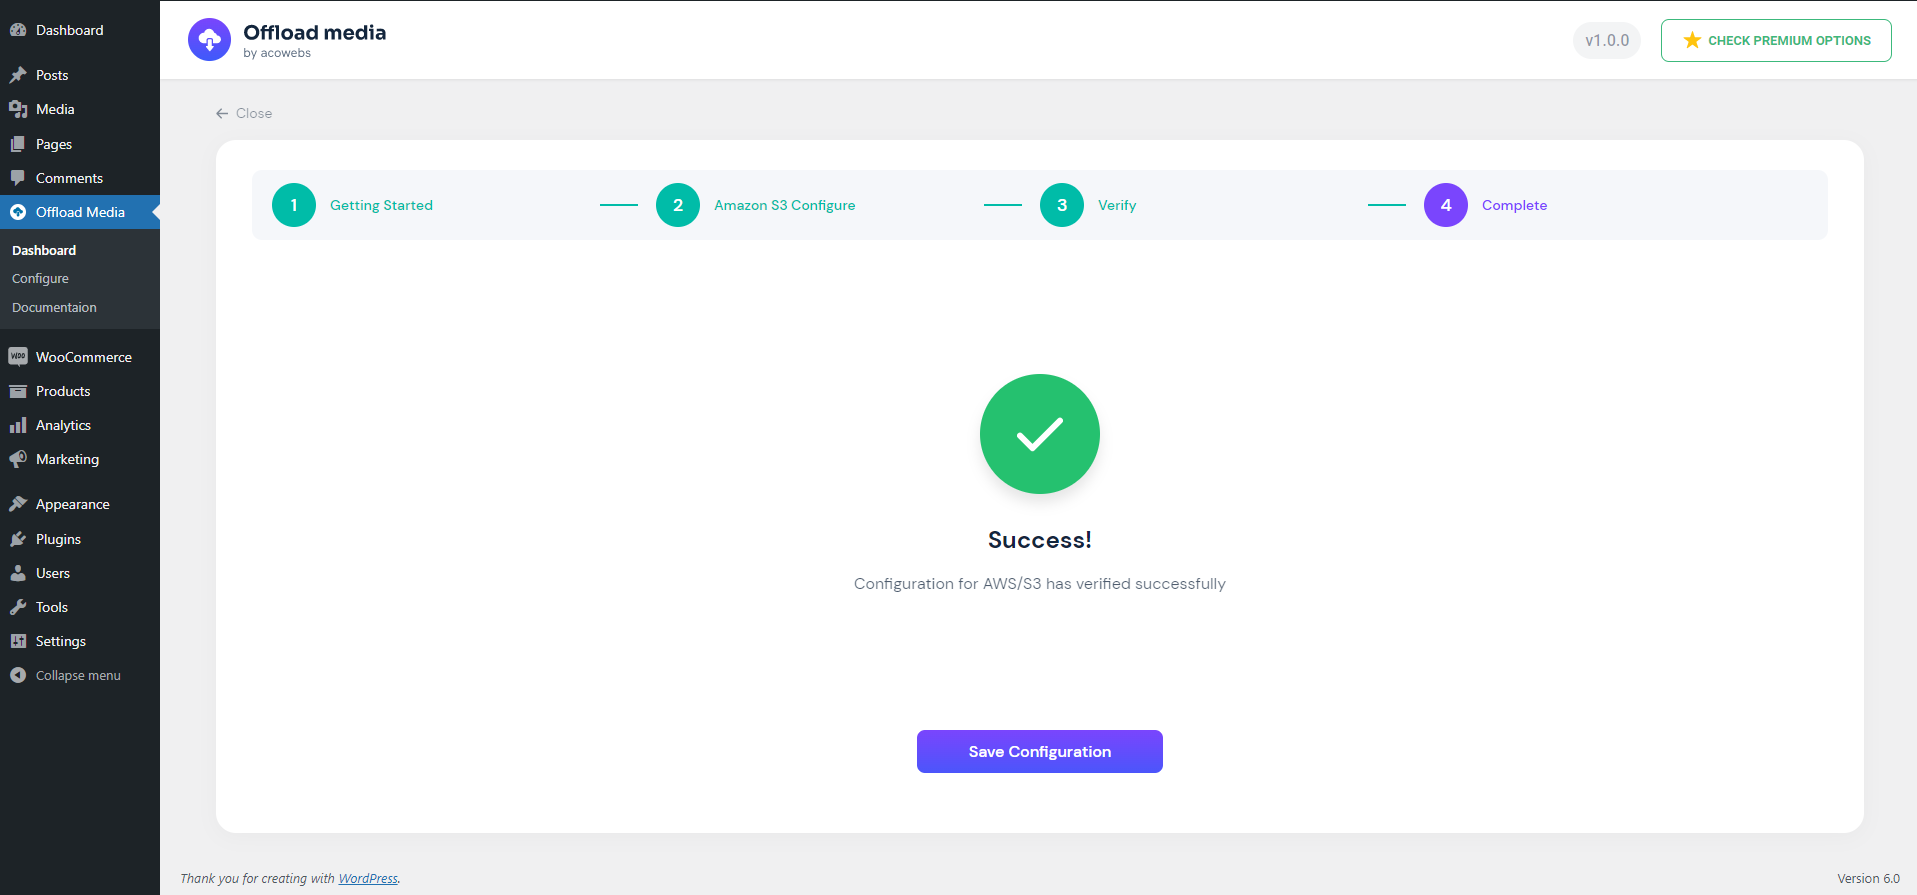 Dashboard
Posts
Media
Pages
Comments
Offload Media
Dashboard
Configure
Documentaion
WOO WooCommerce
Products
Analytics
Marketing
Appearance
Plugins
Users
Tools
Settings
Collapse menu
Offload media
by acowebs
v1.0.0
CHECK PREMIUM OPTIONS
← Close
1 Getting Started
2 Amazon S3 Configure
3 Verify
4 Complete
Success!
Configuration for AWS/S3 has verified successfully
Save Configuration
Thank you for creating with WordPress.
Version 6.0